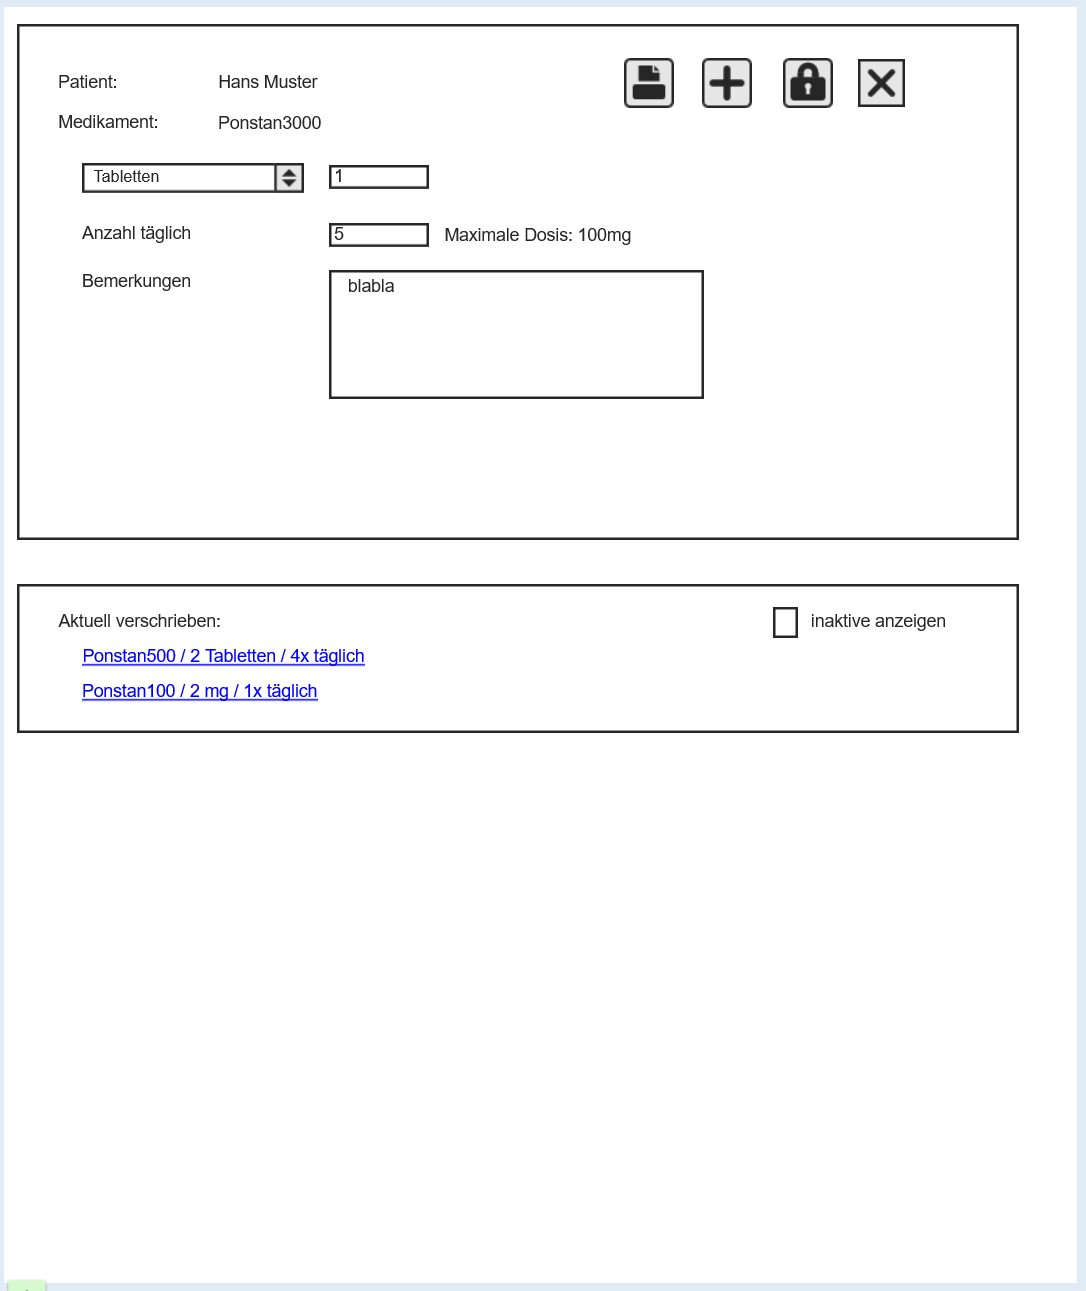 Patient: Hans Muster
Medikament: Ponstan3000
Tabletten 1
Anzahl täglich 5 Maximale Dosis: 100mg
Bemerkungen blabla
Aktuell verschrieben: inaktive anzeigen
Ponstan500 / 2 Tabletten / 4x täglich
Ponstan100 / 2 mg / 1x täglich